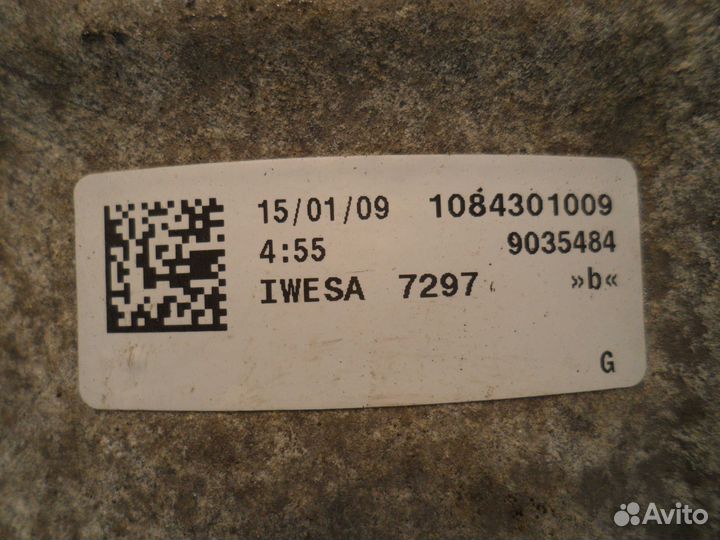 15/01/09 1084301009
4:55 9035484
IWESA 7297 »b«
G
Avito